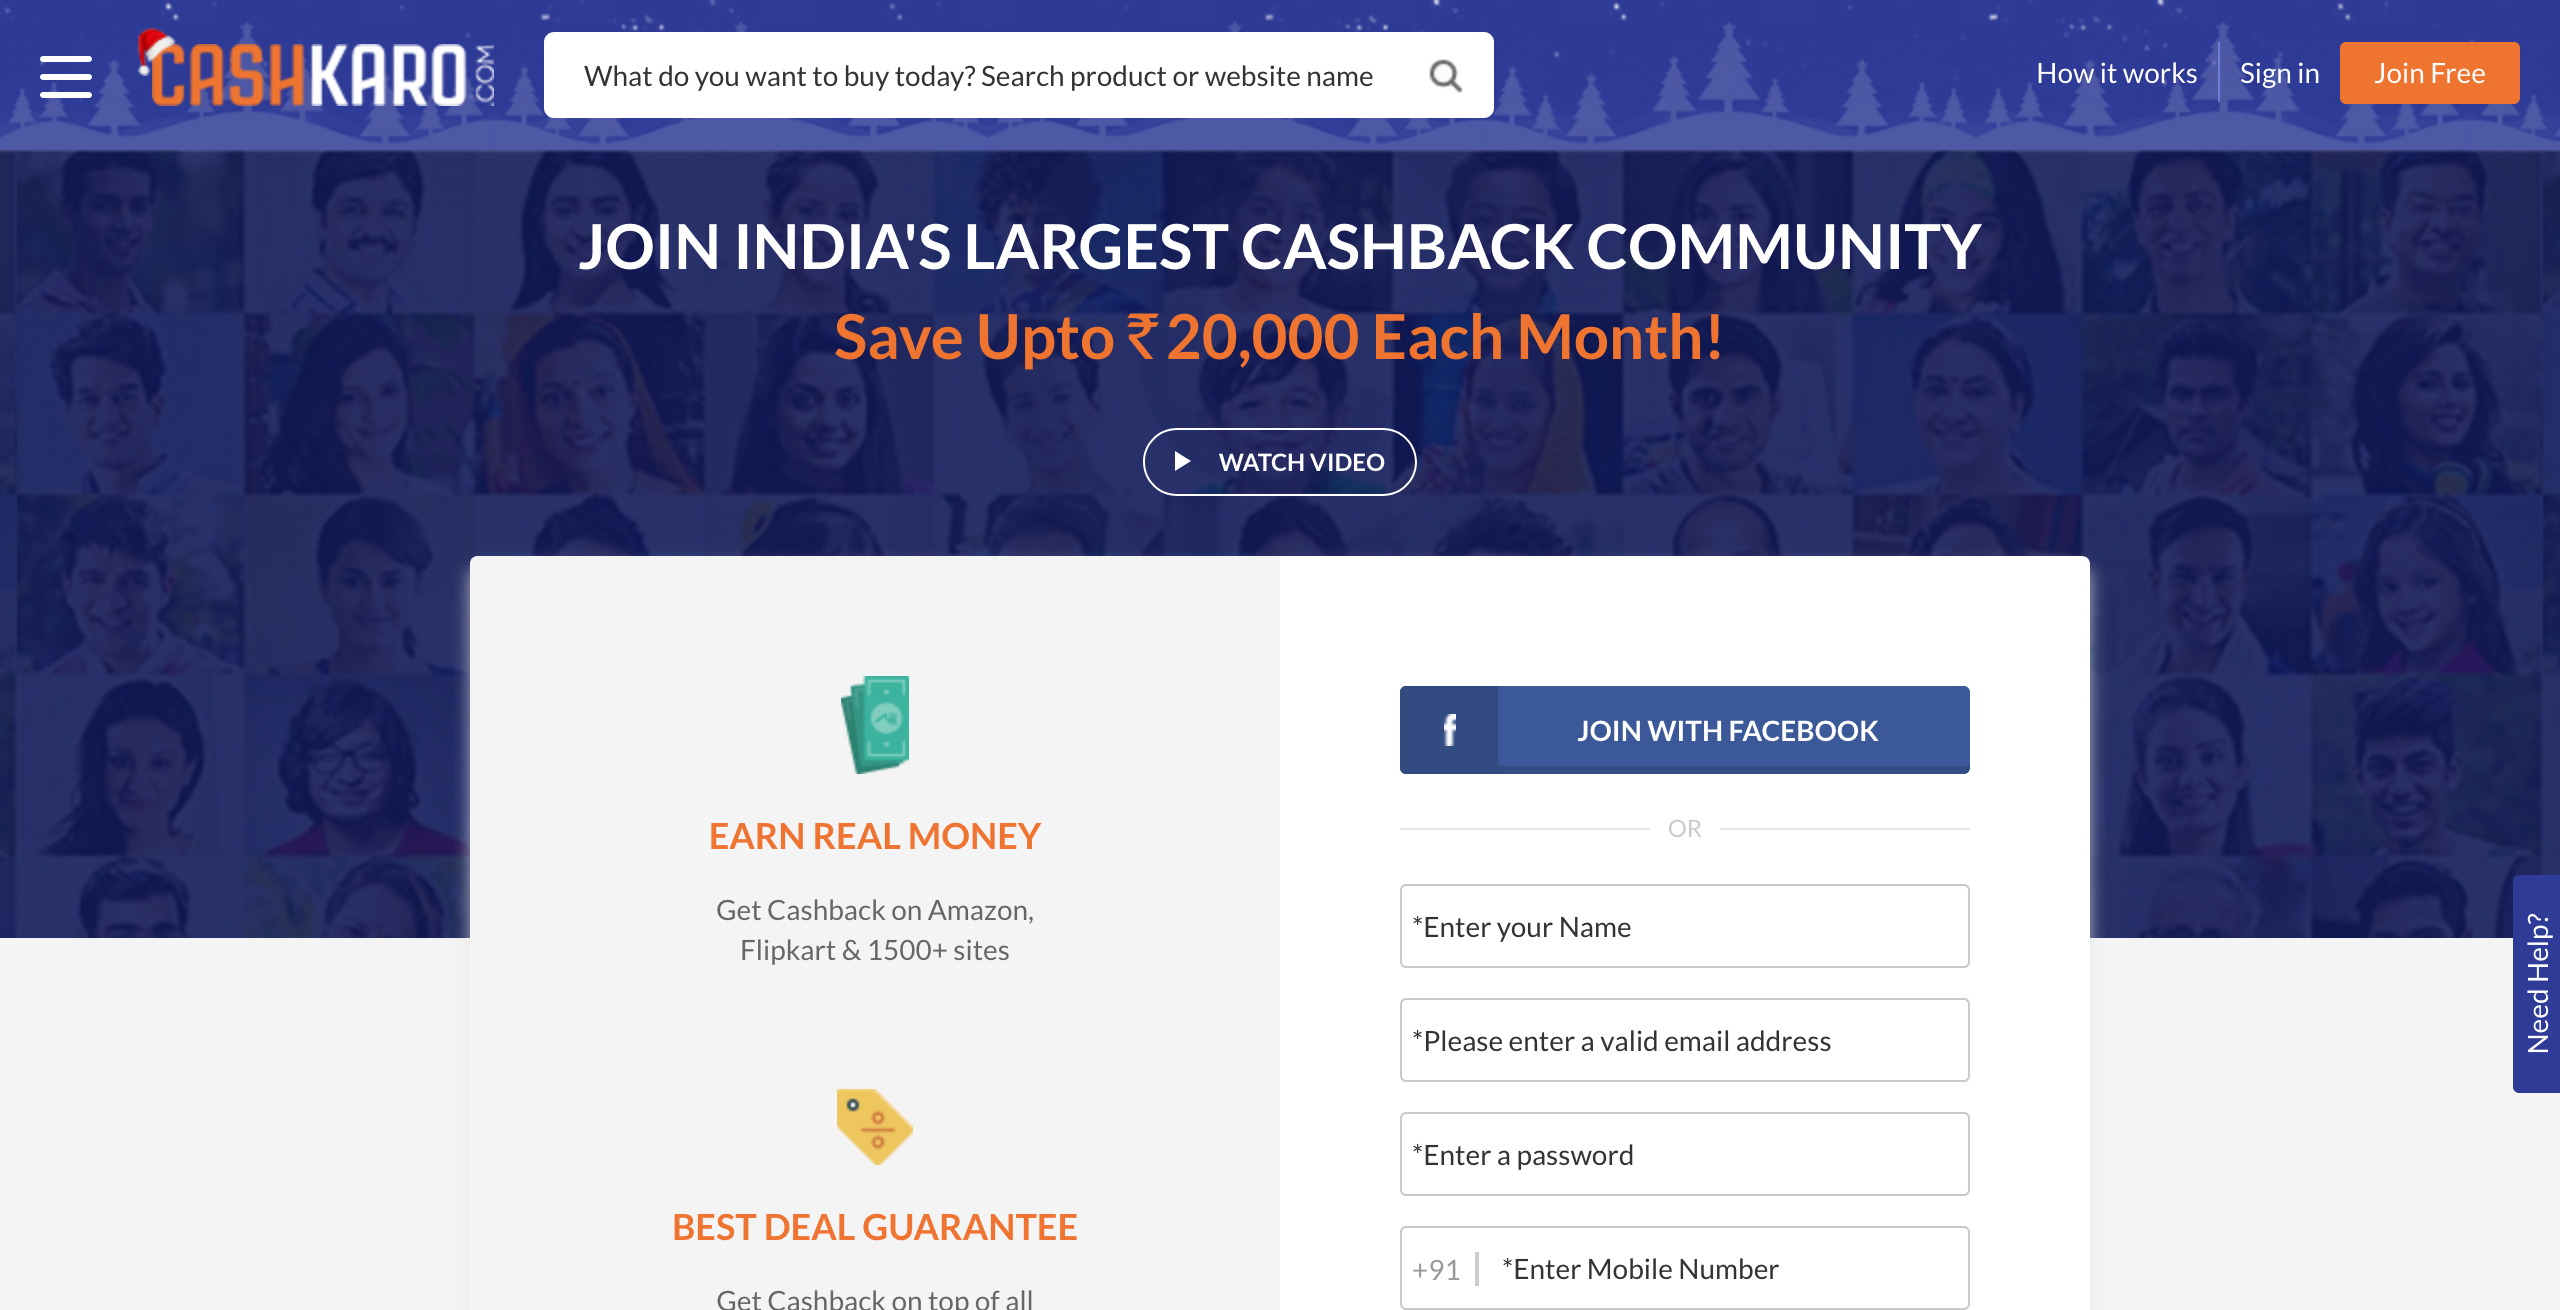 CASHKARO.COM
What do you want to buy today? Search product or website name
How it works
Sign in
Join Free
JOIN INDIA'S LARGEST CASHBACK COMMUNITY
Save Upto ₹20,000 Each Month!
WATCH VIDEO
EARN REAL MONEY
Get Cashback on Amazon,
Flipkart & 1500+ sites
BEST DEAL GUARANTEE
Get Cashback on top of all
f
JOIN WITH FACEBOOK
OR
*Enter your Name
*Please enter a valid email address
*Enter a password
+91
*Enter Mobile Number
Need Help?